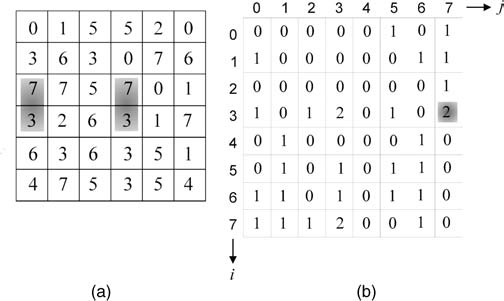 0 1 5 5 2 0
3 6 3 0 7 6
7 7 5 7 0 1
3 2 6 3 1 7
6 3 6 3 5 1
4 7 5 3 5 4
(a)
0 1 2 3 4 5 6 7 j
0 0 0 0 0 0 1 0 1
1 1 0 0 0 0 0 1 1
2 0 0 0 0 0 0 0 1
3 1 0 1 2 0 1 0 2
4 0 1 0 0 0 0 1 0
5 0 1 0 1 0 1 1 0
6 1 1 0 1 0 1 1 0
7 1 1 1 2 0 0 1 0
i
(b)